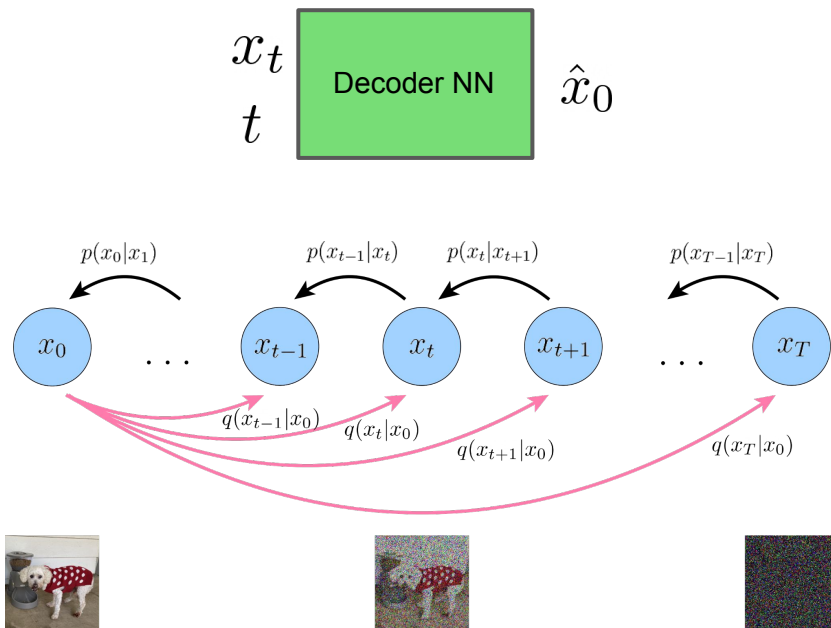 x_t
t
Decoder NN
\hat{x}_0
p(x_0|x_1)
p(x_{t-1}|x_t)
p(x_t|x_{t+1})
p(x_{T-1}|x_T)
x_0
. . .
x_{t-1}
x_t
x_{t+1}
. . .
x_T
q(x_{t-1}|x_0)
q(x_t|x_0)
q(x_{t+1}|x_0)
q(x_T|x_0)